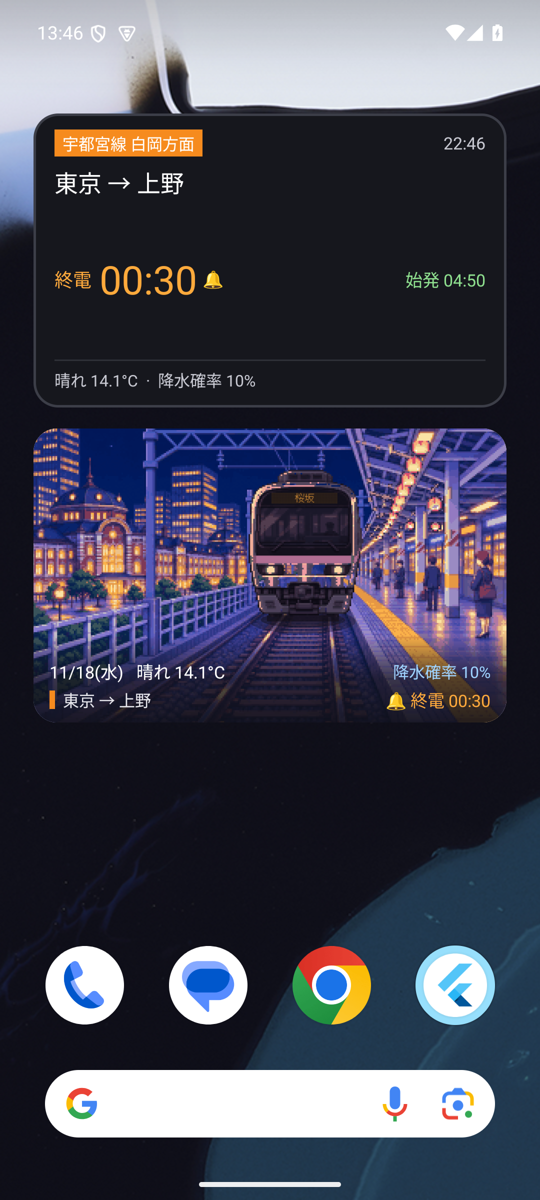 13:46
宇都宮線 白岡方面 22:46
東京 → 上野
終電 00:30 🔔 始発 04:50
晴れ 14.1°C · 降水確率 10%
桜坂
11/18(水) 晴れ 14.1°C 降水確率 10%
東京 → 上野 🔔 終電 00:30